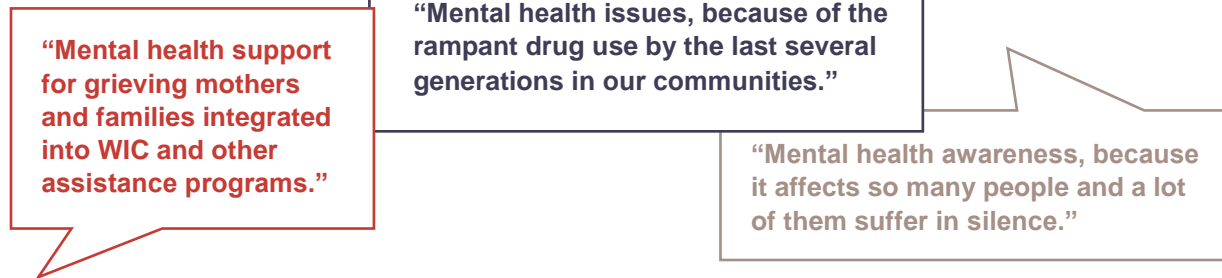 “Mental health support
for grieving mothers
and families integrated
into WIC and other
assistance programs.”
“Mental health issues, because of the
rampant drug use by the last several
generations in our communities.”
“Mental health awareness, because
it affects so many people and a lot
of them suffer in silence.”